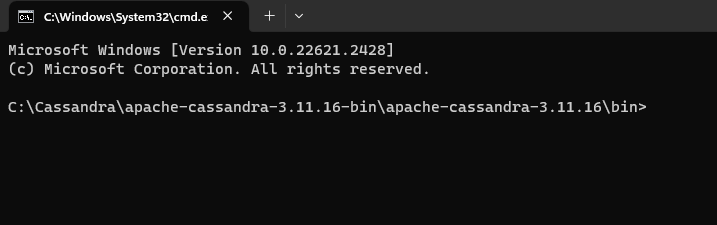 C:\Windows\System32\cmd.e
Microsoft Windows [Version 10.0.22621.2428]
(c) Microsoft Corporation. All rights reserved.
C:\Cassandra\apache-cassandra-3.11.16-bin\apache-cassandra-3.11.16\bin>